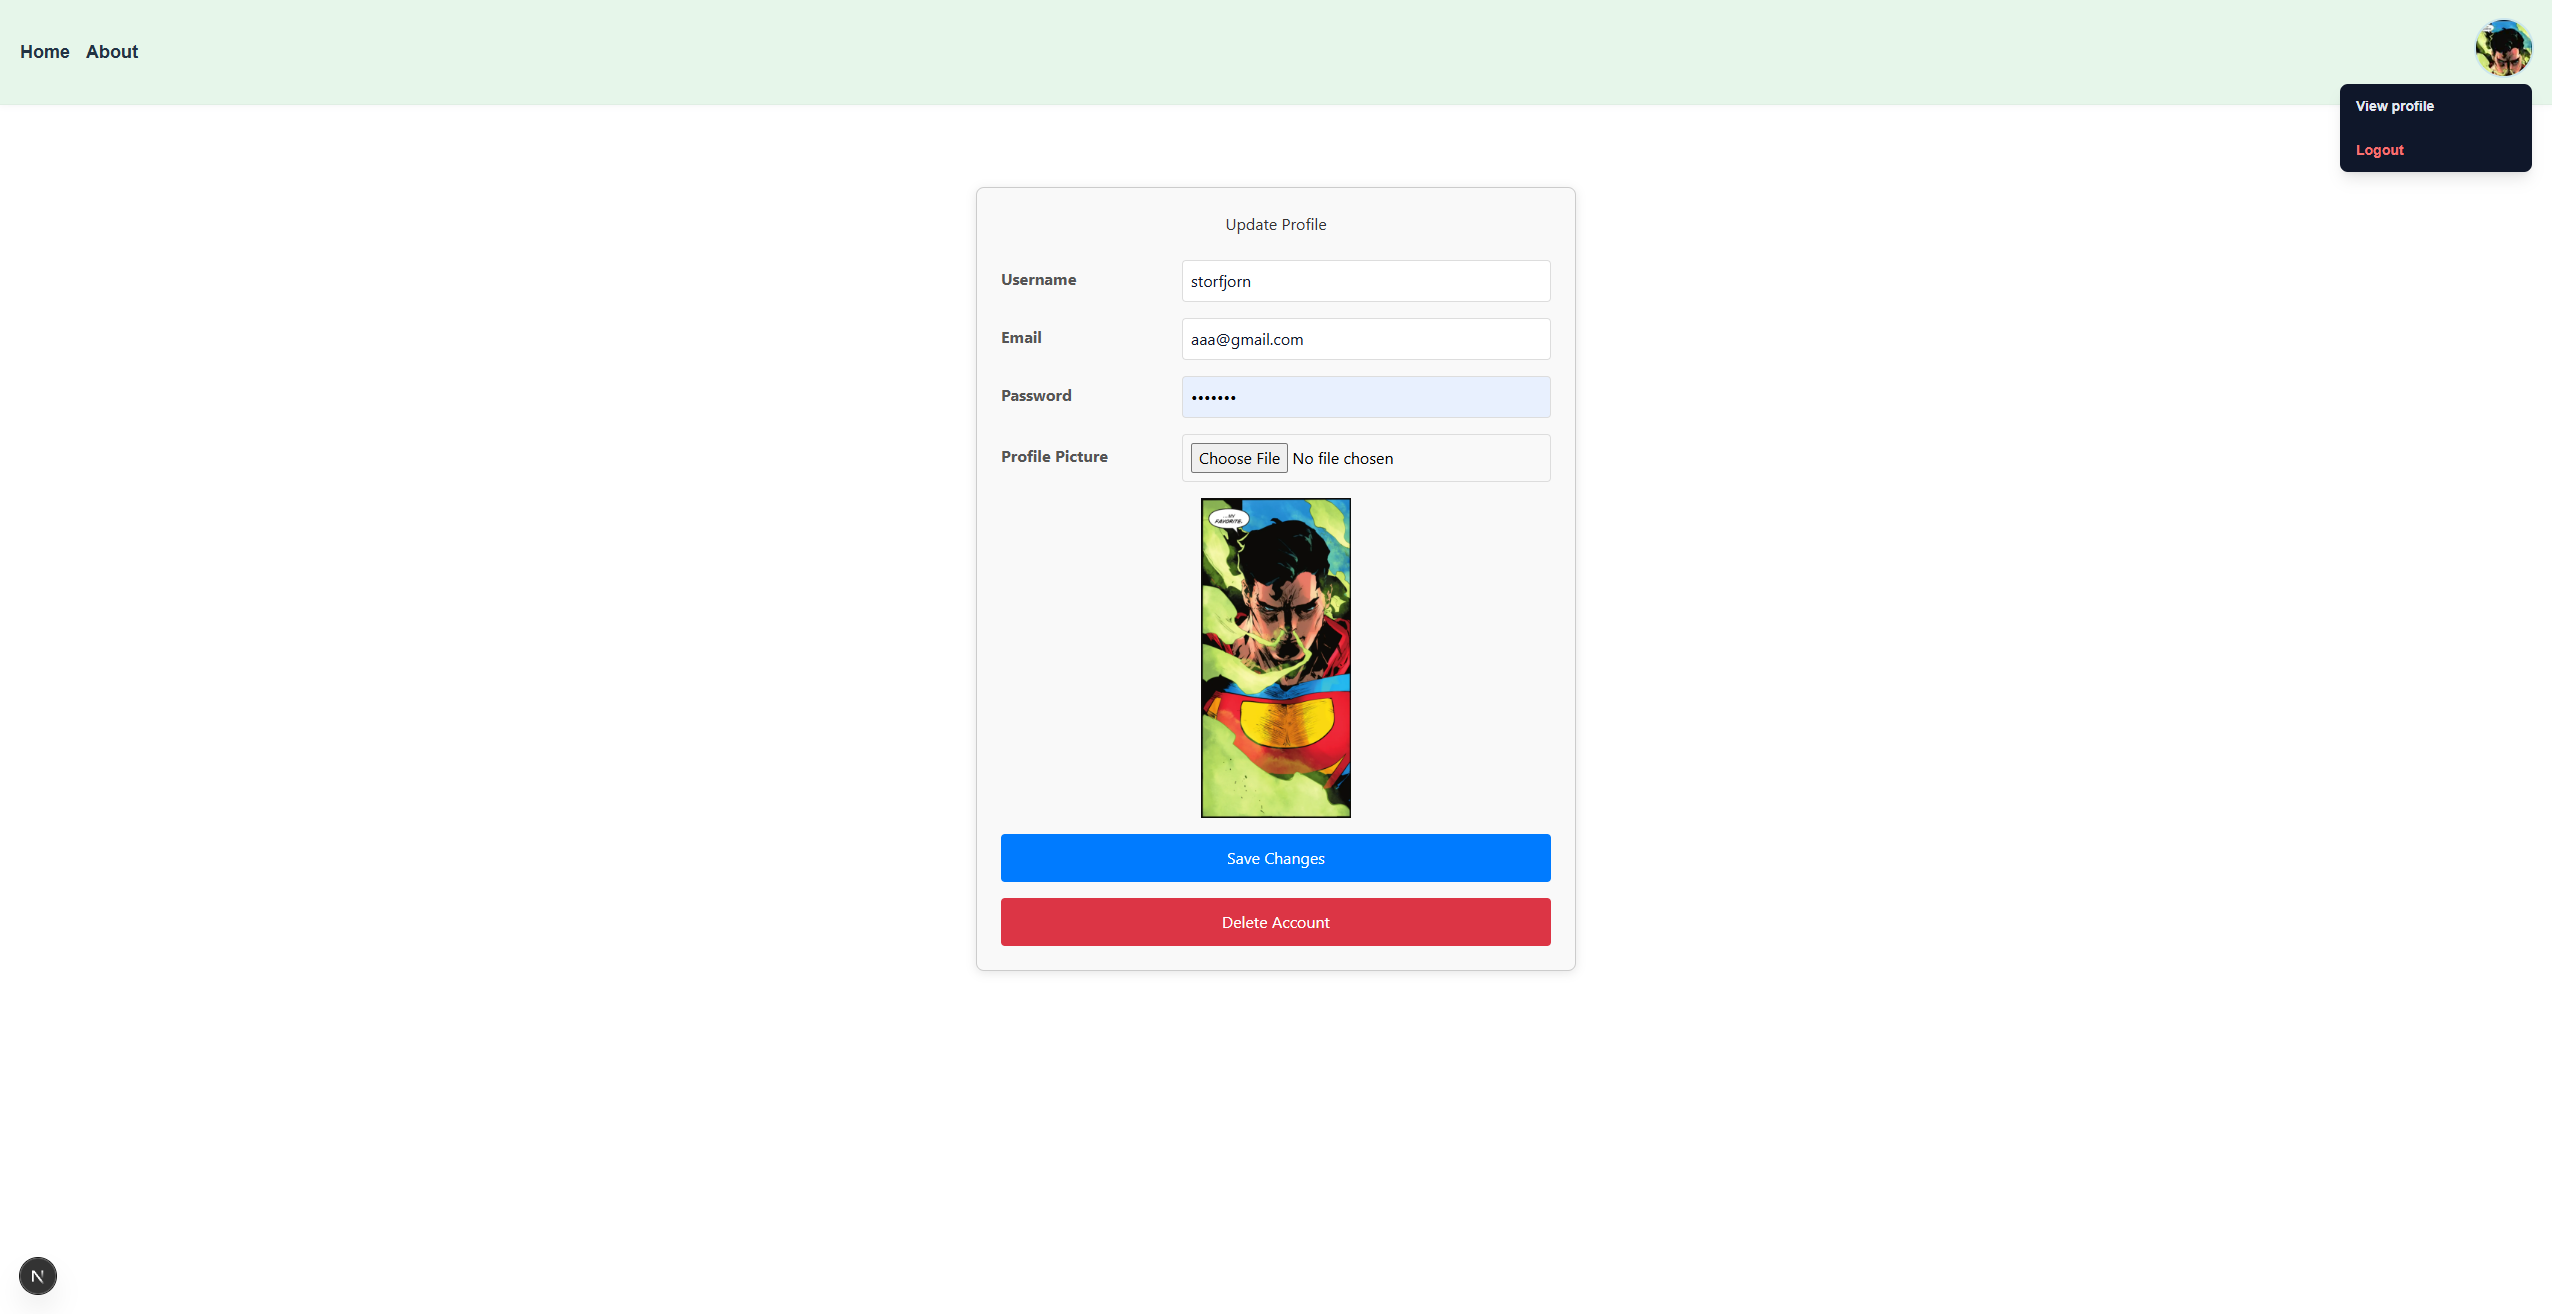 Home About
View profile
Logout
Update Profile
Username storfjorn
Email aaa@gmail.com
Password •••••••
Profile Picture Choose File No file chosen
...MY
FAVORITE.
Save Changes
Delete Account
N